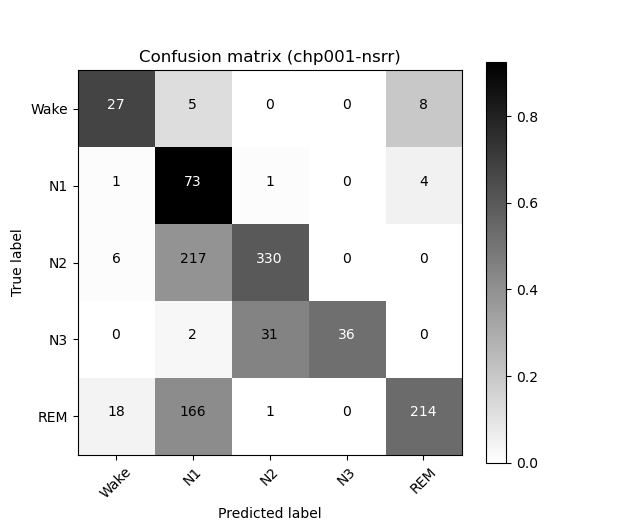 Confusion matrix (chp001-nsrr)
Wake 27 5 0 0 8
N1 1 73 1 0 4
N2 6 217 330 0 0
N3 0 2 31 36 0
REM 18 166 1 0 214
Wake N1 N2 N3 REM
Predicted label
True label
0.8
0.6
0.4
0.2
0.0